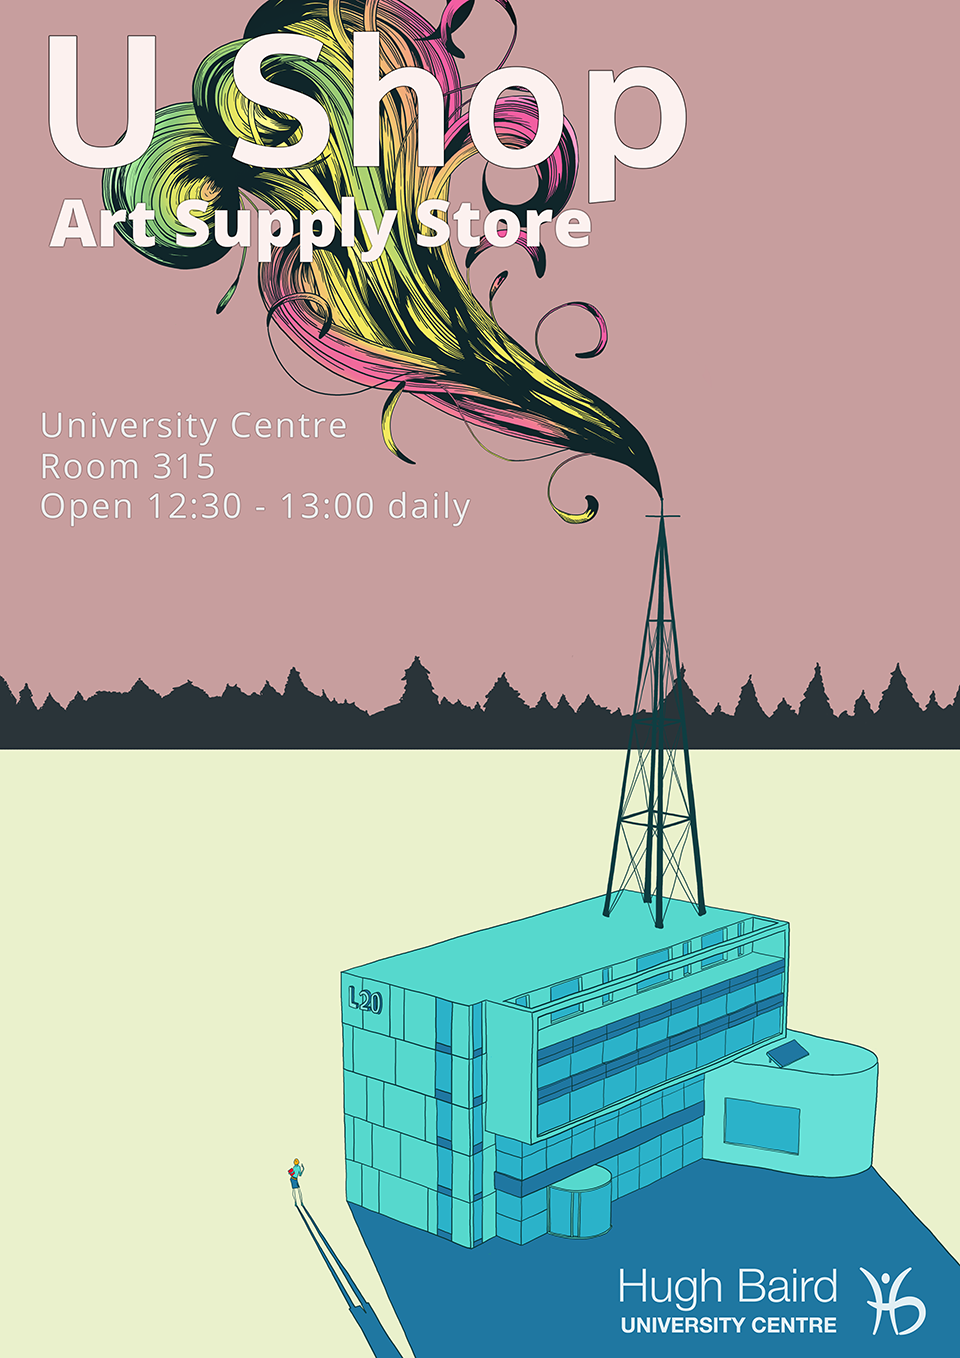 U Shop
Art Supply Store
University Centre
Room 315
Open 12:30 - 13:00 daily
L20
Hugh Baird
UNIVERSITY CENTRE